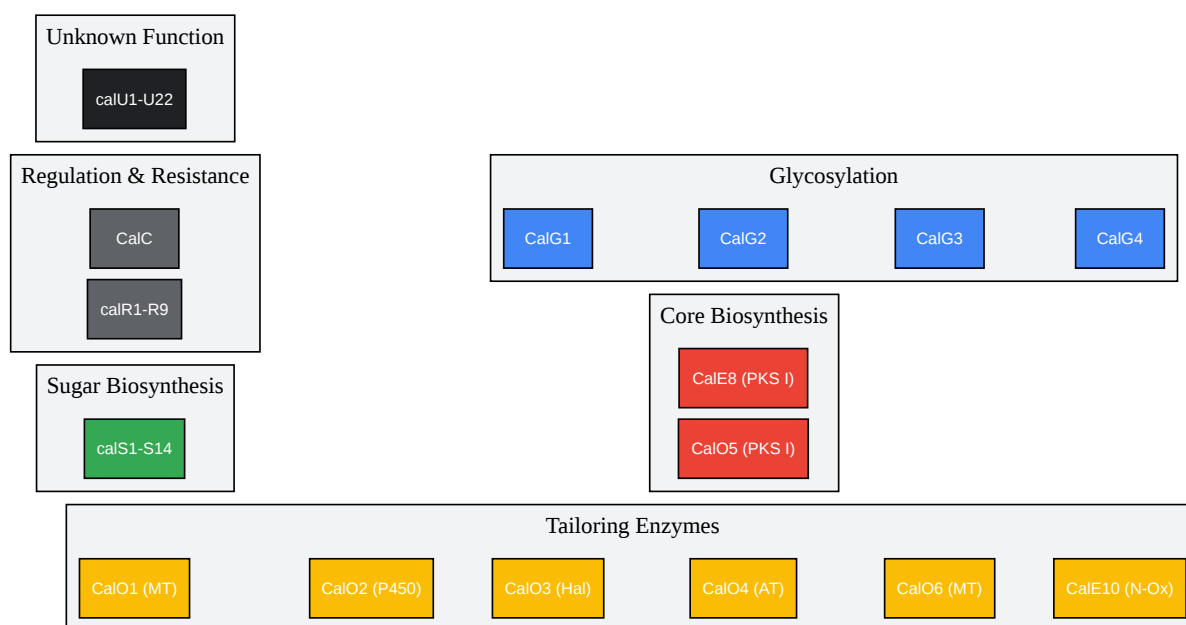 Unknown Function
calU1-U22
Regulation & Resistance
CalC
calR1-R9
Sugar Biosynthesis
calS1-S14
Glycosylation
CalG1
CalG2
CalG3
CalG4
Core Biosynthesis
CalE8 (PKS I)
CalO5 (PKS I)
Tailoring Enzymes
CalO1 (MT)
CalO2 (P450)
CalO3 (Hal)
CalO4 (AT)
CalO6 (MT)
CalE10 (N-Ox)